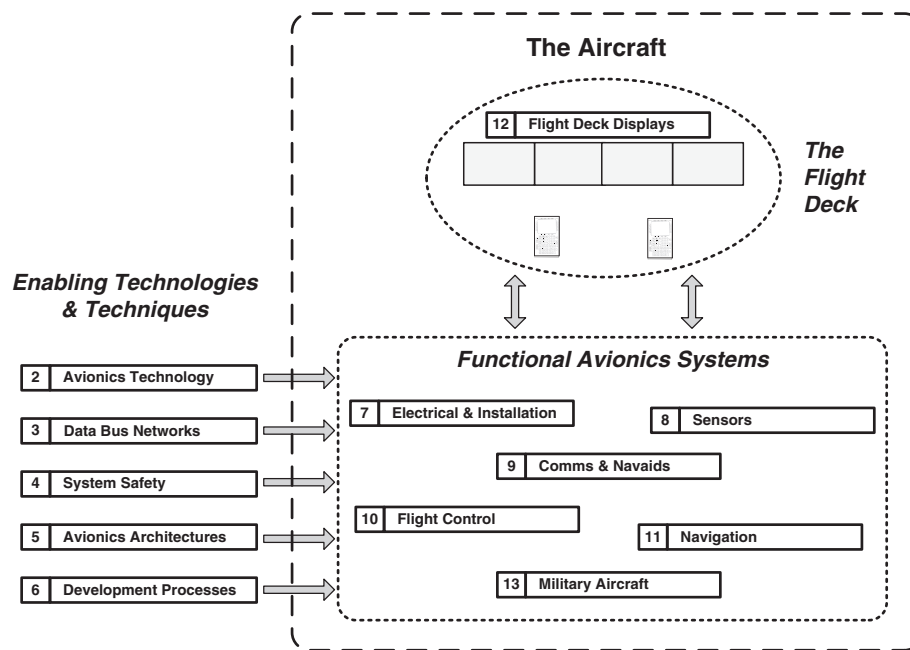 The Aircraft
12 Flight Deck Displays
The
Flight
Deck
Enabling Technologies
& Techniques
Functional Avionics Systems
2 Avionics Technology
3 Data Bus Networks
4 System Safety
5 Avionics Architectures
6 Development Processes
7 Electrical & Installation
8 Sensors
9 Comms & Navaids
10 Flight Control
11 Navigation
13 Military Aircraft